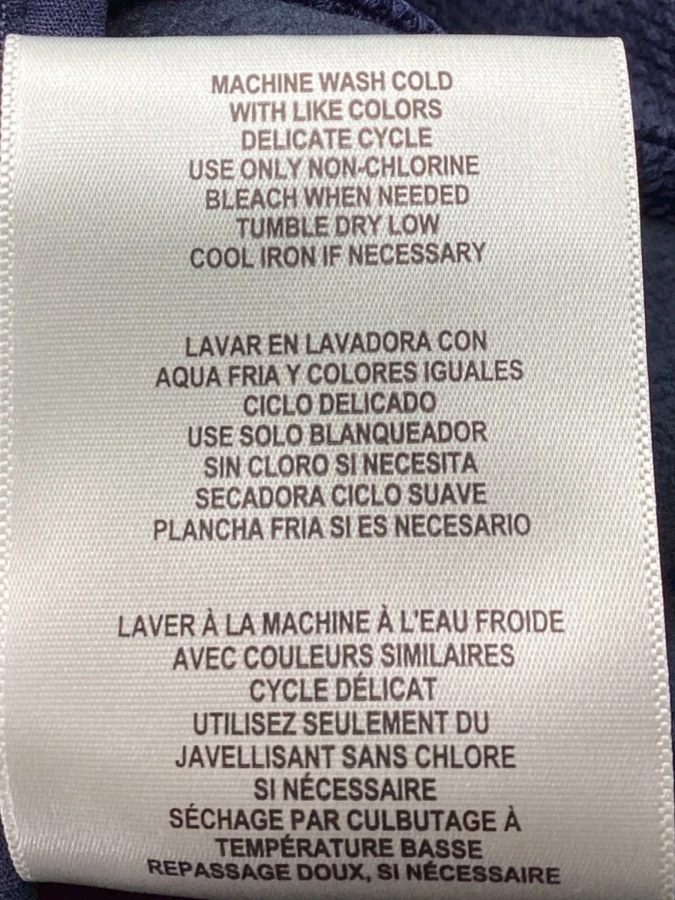 MACHINE WASH COLD
WITH LIKE COLORS
DELICATE CYCLE
USE ONLY NON-CHLORINE
BLEACH WHEN NEEDED
TUMBLE DRY LOW
COOL IRON IF NECESSARY
LAVAR EN LAVADORA CON
AQUA FRIA Y COLORES IGUALES
CICLO DELICADO
USE SOLO BLANQUEADOR
SIN CLORO SI NECESITA
SECADORA CICLO SUAVE
PLANCHA FRIA SI ES NECESARIO
LAVER À LA MACHINE À L'EAU FROIDE
AVEC COULEURS SIMILAIRES
CYCLE DÉLICAT
UTILISEZ SEULEMENT DU
JAVELLISANT SANS CHLORE
SI NÉCESSAIRE
SÉCHAGE PAR CULBUTAGE À
TEMPÉRATURE BASSE
REPASSAGE DOUX, SI NÉCESSAIRE